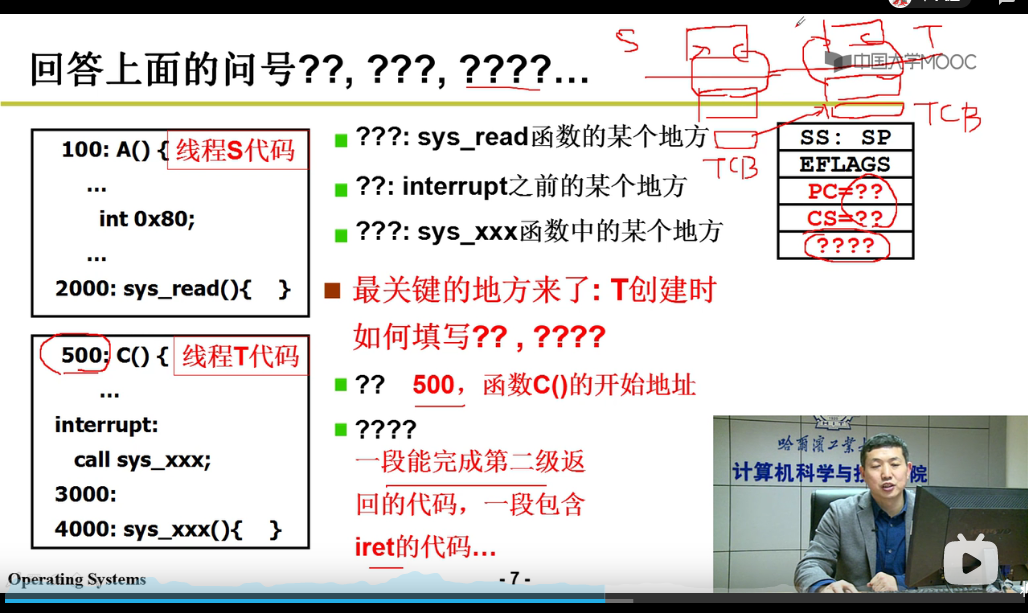 回答上面的问号??, ???, ????...
S
T
中国大学MOOC
TCB
TCB
100: A() {
线程S代码
...
int 0x80;
...
2000: sys_read(){ }
500: C() {
线程T代码
...
interrupt:
call sys_xxx;
3000:
4000: sys_xxx(){ }
???: sys_read函数的某个地方
??: interrupt之前的某个地方
???: sys_xxx函数中的某个地方
最关键的地方来了: T创建时
如何填写?? , ????
?? 500，函数C()的开始地址
????
一段能完成第二级返
回的代码，一段包含
iret的代码...
SS: SP
EFLAGS
PC=??
CS=??
????
哈尔滨工业大
计算机科学与技
院
Operating Systems
- 7 -